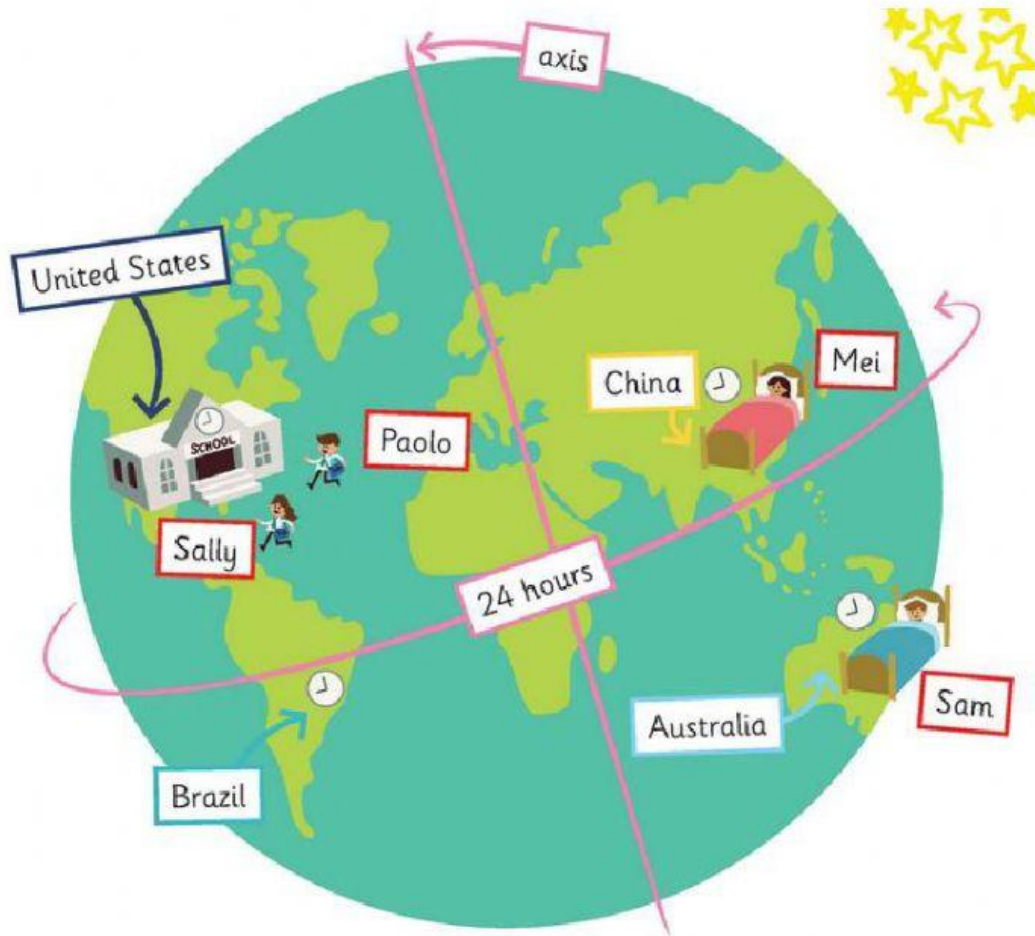 axis
United States
China
Mei
SCHOOL
Paolo
Sally
24 hours
Australia
Sam
Brazil